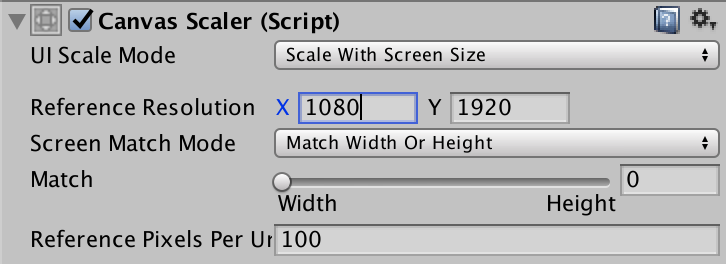 Canvas Scaler (Script)
UI Scale Mode Scale With Screen Size
Reference Resolution X 1080 Y 1920
Screen Match Mode Match Width Or Height
Match 0
Width Height
Reference Pixels Per Ur 100